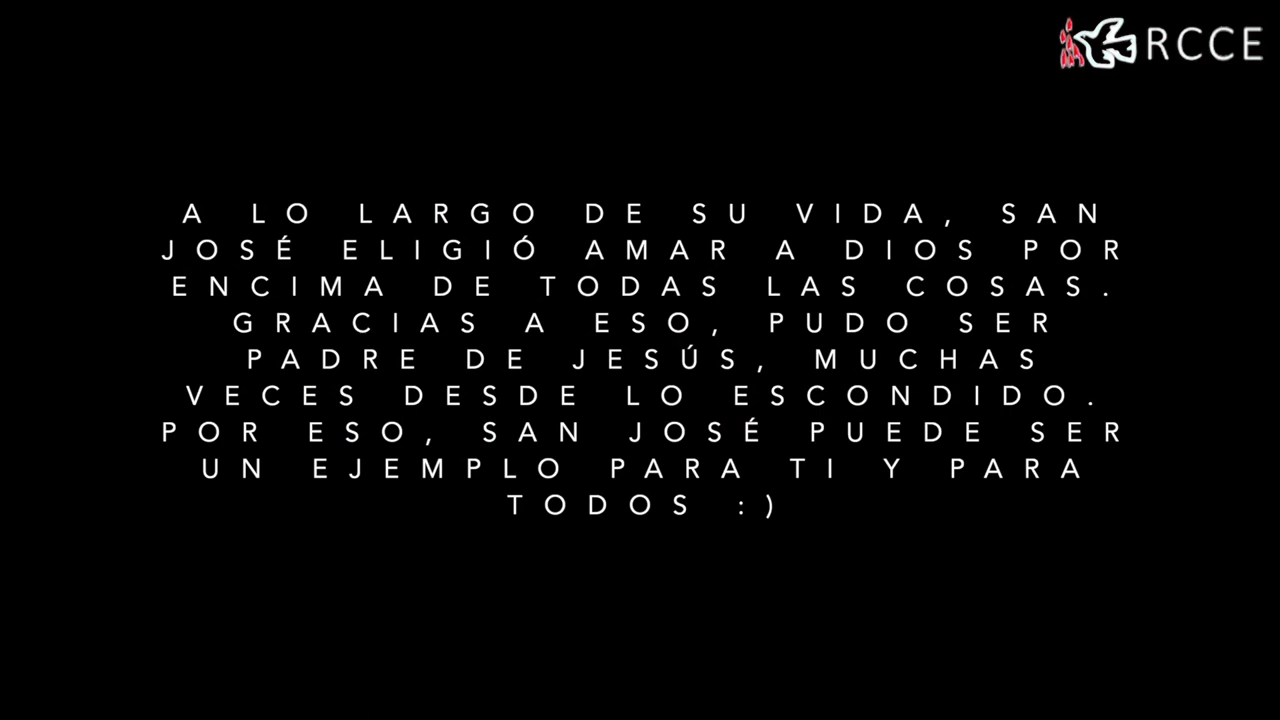 RCCE
A LO LARGO DE SU VIDA, SAN
JOSÉ ELIGIÓ AMAR A DIOS POR
ENCIMA DE TODAS LAS COSAS.
GRACIAS A ESO, PUDO SER
PADRE DE JESÚS, MUCHAS
VECES DESDE LO ESCONDIDO.
POR ESO, SAN JOSÉ PUEDE SER
UN EJEMPLO PARA TI Y PARA
TODOS :)